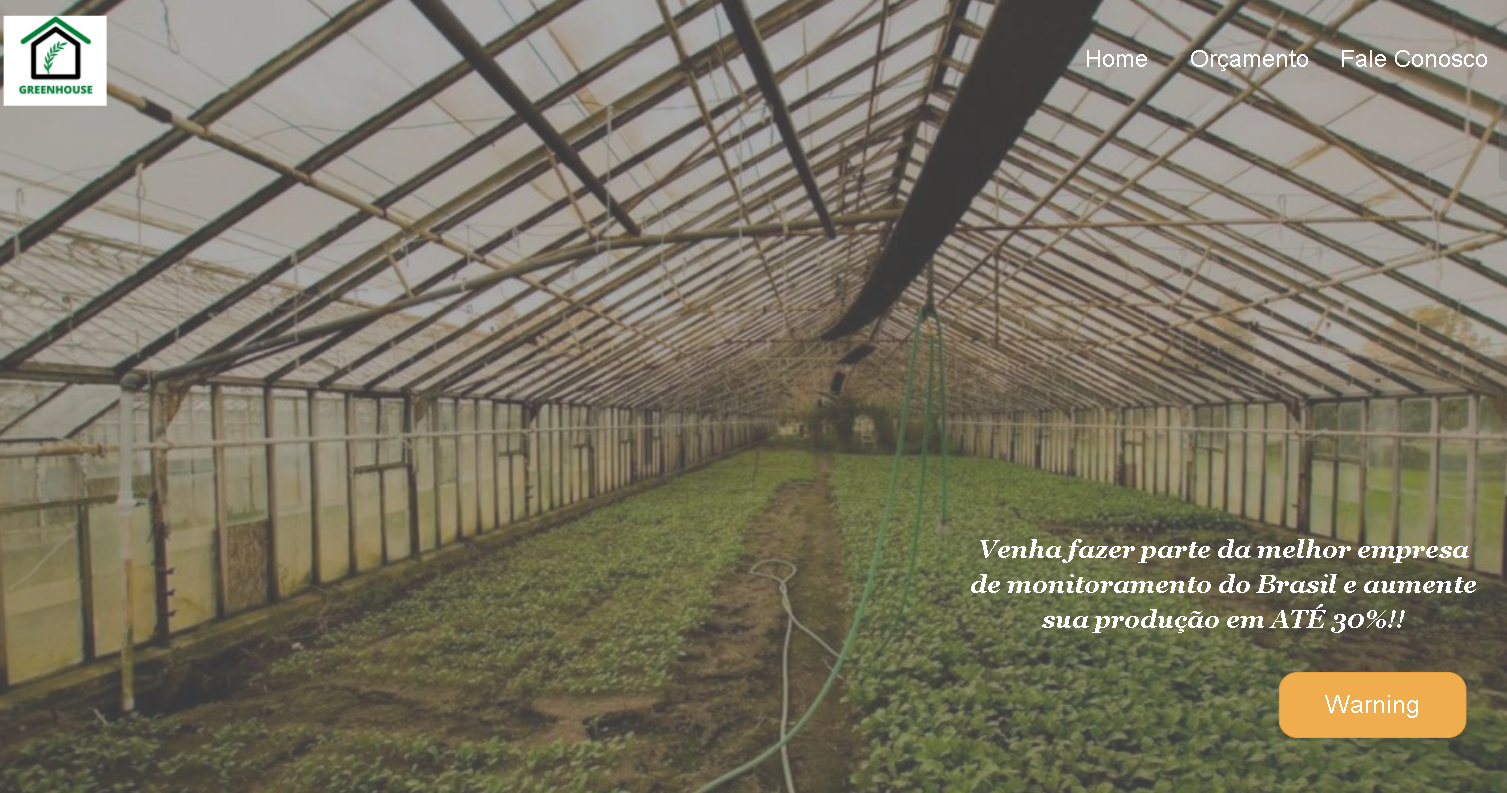 GREENHOUSE
Home
Orçamento
Fale Conosco
Venha fazer parte da melhor empresa
de monitoramento do Brasil e aumente
sua produção em ATÉ 30%!!
Warning